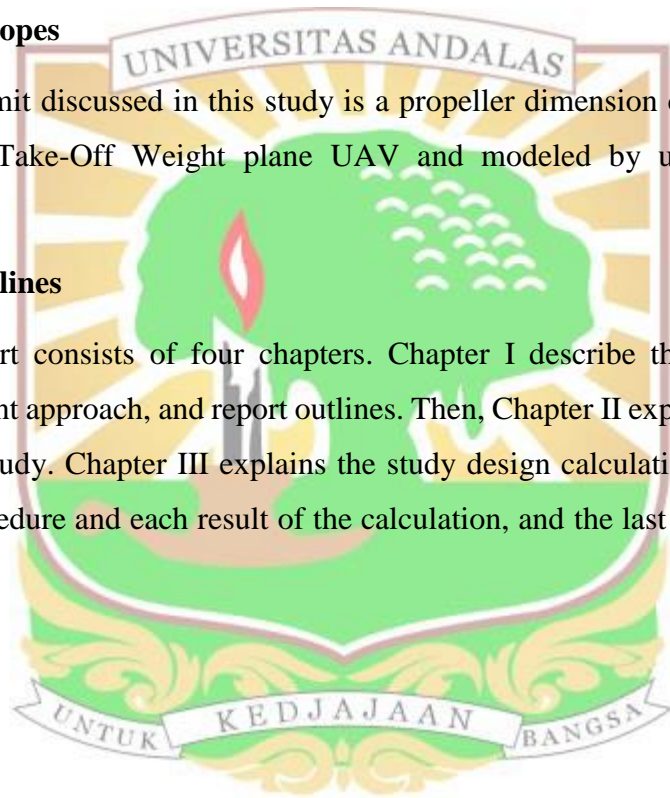 UNIVERSITAS ANDALAS
opes
mit discussed in this study is a propeller dimension
Take-Off Weight plane UAV and modeled by u
lines
rt consists of four chapters. Chapter I describe th
nt approach, and report outlines. Then, Chapter II exp
udy. Chapter III explains the study design calculati
edure and each result of the calculation, and the last
UNTUK KEDJAJAAN BANGSA